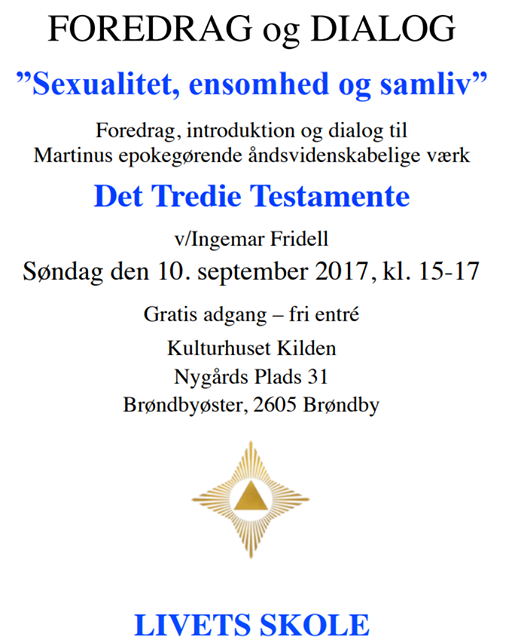 FOREDRAG og DIALOG
”Sexualitet, ensomhed og samliv”
Foredrag, introduktion og dialog til
Martinus epokegørende åndsvidenskabelige værk
Det Tredie Testamente
v/Ingemar Fridell
Søndag den 10. september 2017, kl. 15-17
Gratis adgang – fri entré
Kulturhuset Kilden
Nygårds Plads 31
Brøndbyøster, 2605 Brøndby
LIVETS SKOLE